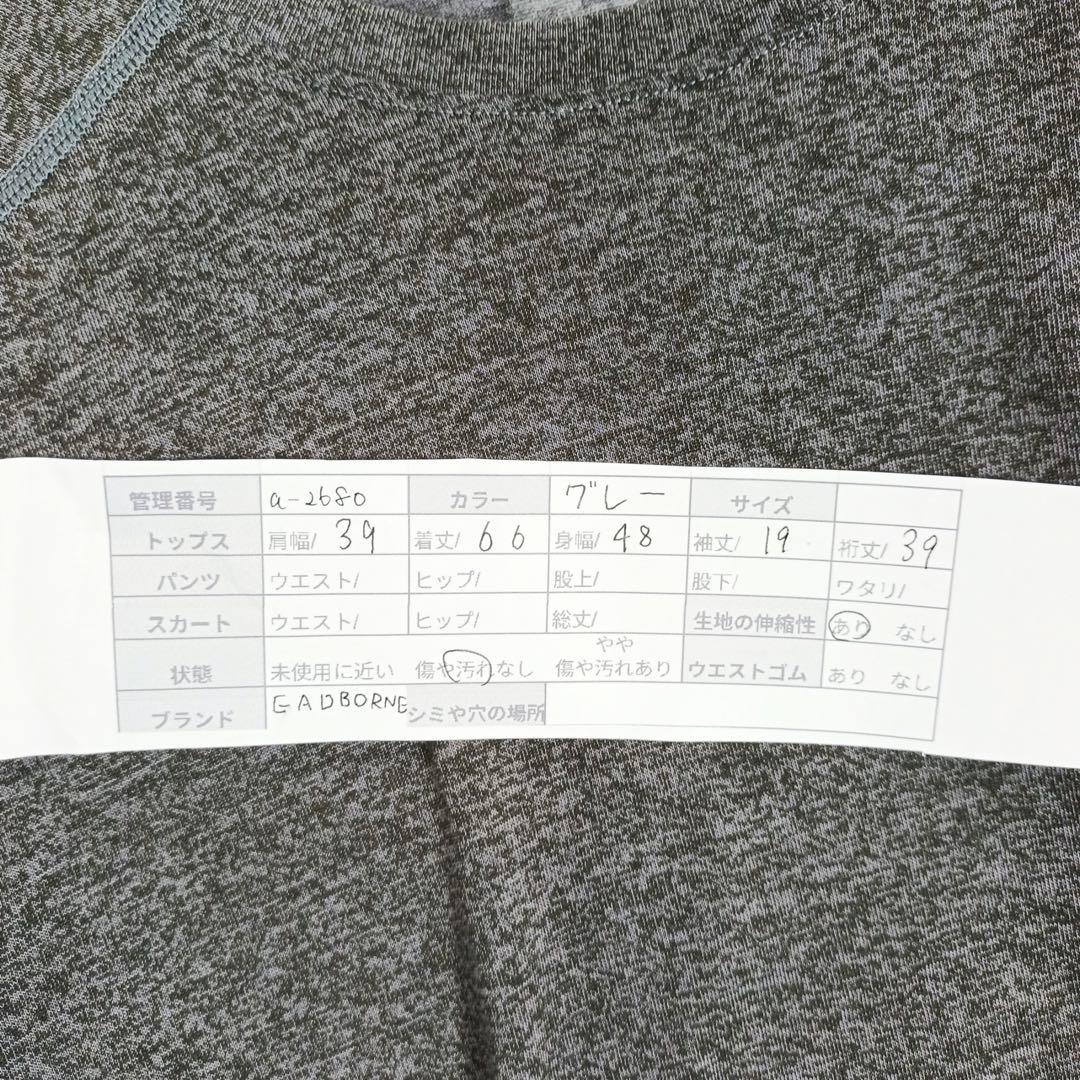 管理番号 a-2680 カラー グレー サイズ
トップス 肩幅/ 39 着丈/ 66 身幅/ 48 袖丈/ 19 裄丈/ 39
パンツ ウエスト/ ヒップ/ 股上/ 股下/ ワタリ/
スカート ウエスト/ ヒップ/ 総丈/ 生地の伸縮性 あり なし
状態 未使用に近い 傷や汚れなし やや傷や汚れあり ウエストゴム あり なし
ブランド EADBORNE シミや穴の場所